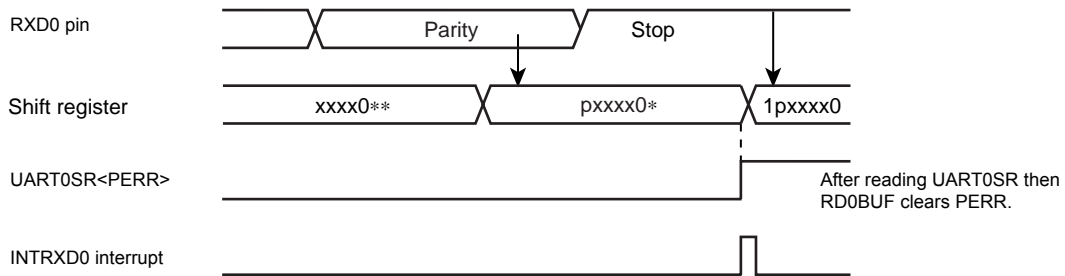 RXD0 pin
Parity
Stop
Shift register
xxxx0**
pxxxx0*
1pxxxx0
UART0SR<PERR>
After reading UART0SR then
RD0BUF clears PERR.
INTRXD0 interrupt